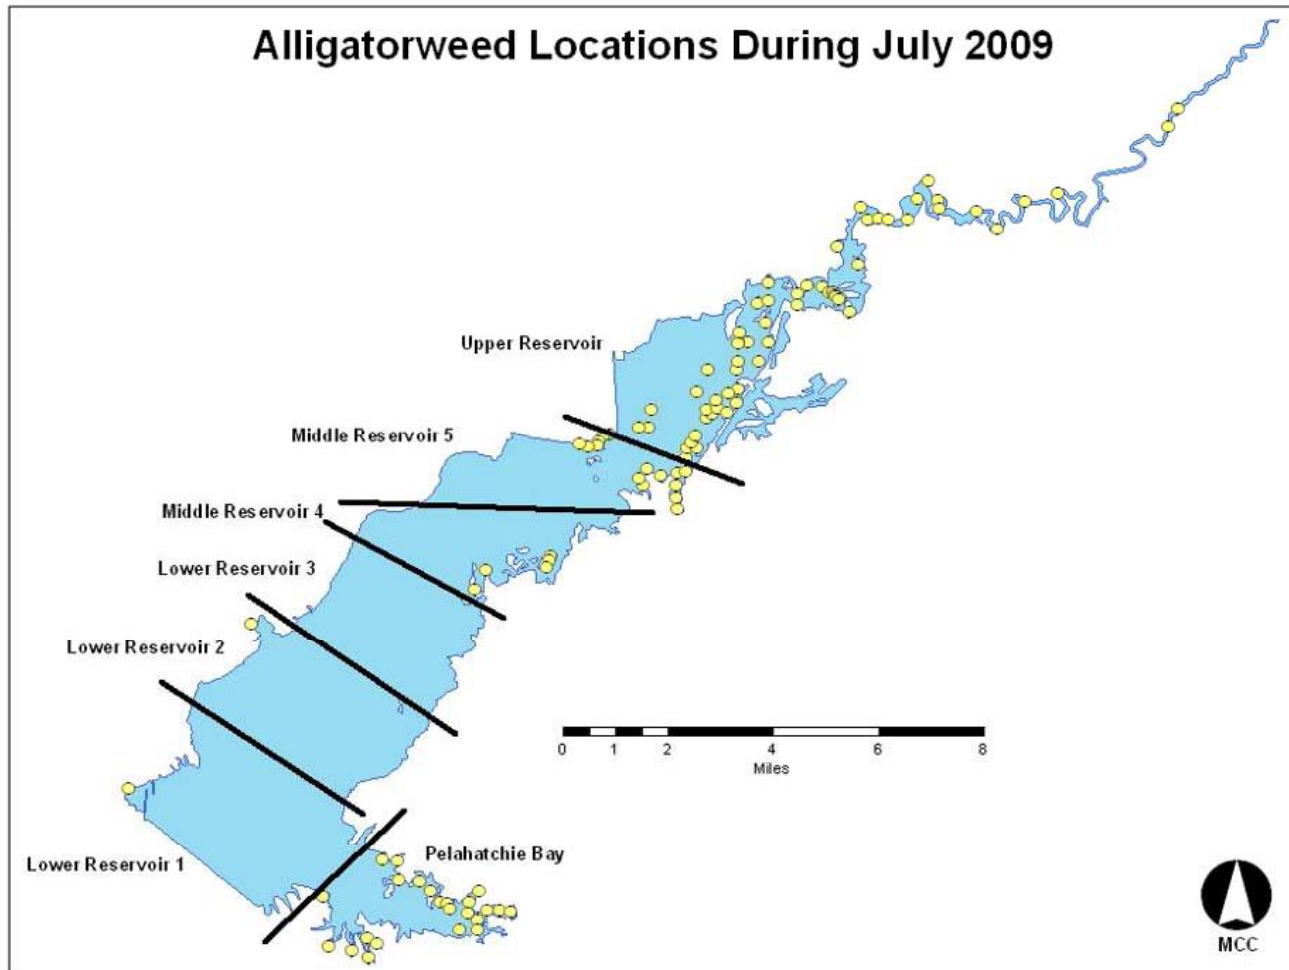 Alligatorweed Locations During July 2009
Upper Reservoir
Middle Reservoir 5
Middle Reservoir 4
Lower Reservoir 3
Lower Reservoir 2
0 1 2 4 6 8
Miles
Lower Reservoir 1
Pelahatchie Bay
MCC